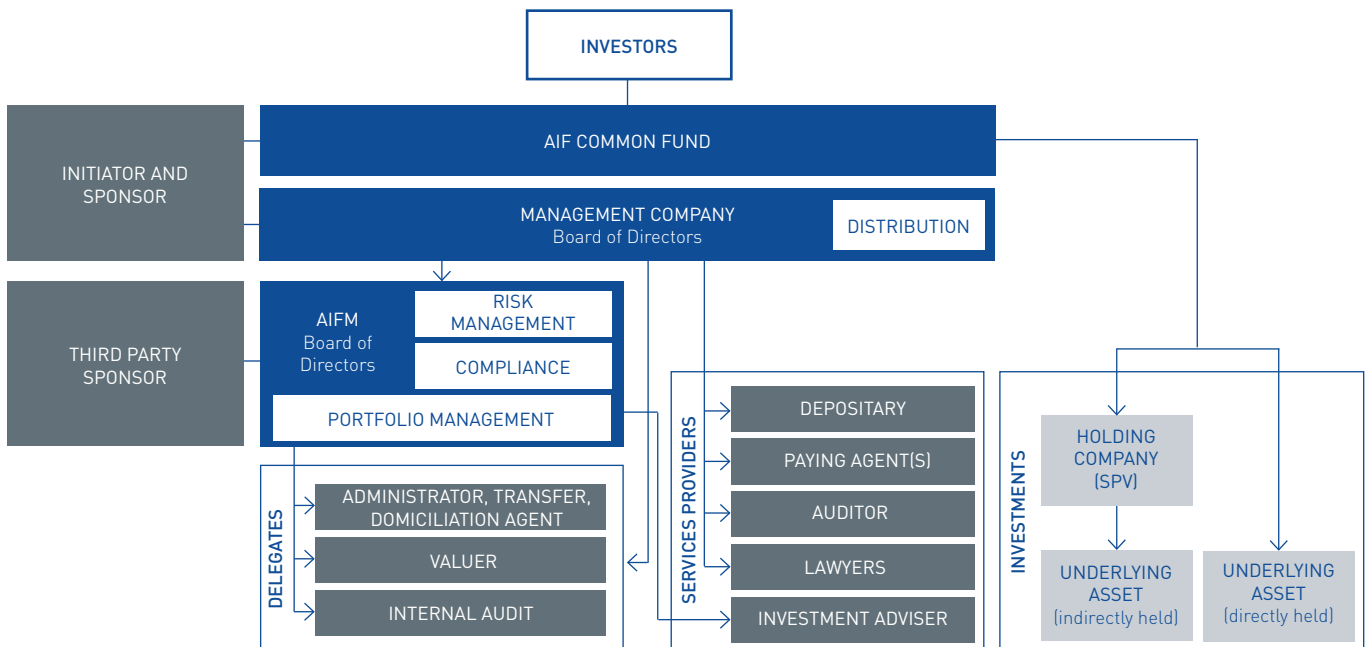 INVESTORS
INITIATOR AND
SPONSOR
AIF COMMON FUND
MANAGEMENT COMPANY
Board of Directors
DISTRIBUTION
THIRD PARTY
SPONSOR
AIFM
Board of
Directors
RISK
MANAGEMENT
COMPLIANCE
PORTFOLIO MANAGEMENT
DELEGATES
ADMINISTRATOR, TRANSFER,
DOMICILIATION AGENT
VALUER
INTERNAL AUDIT
SERVICES PROVIDERS
DEPOSITARY
PAYING AGENT(S)
AUDITOR
LAWYERS
INVESTMENT ADVISER
INVESTMENTS
HOLDING
COMPANY
(SPV)
UNDERLYING
ASSET
(indirectly held)
UNDERLYING
ASSET
(directly held)